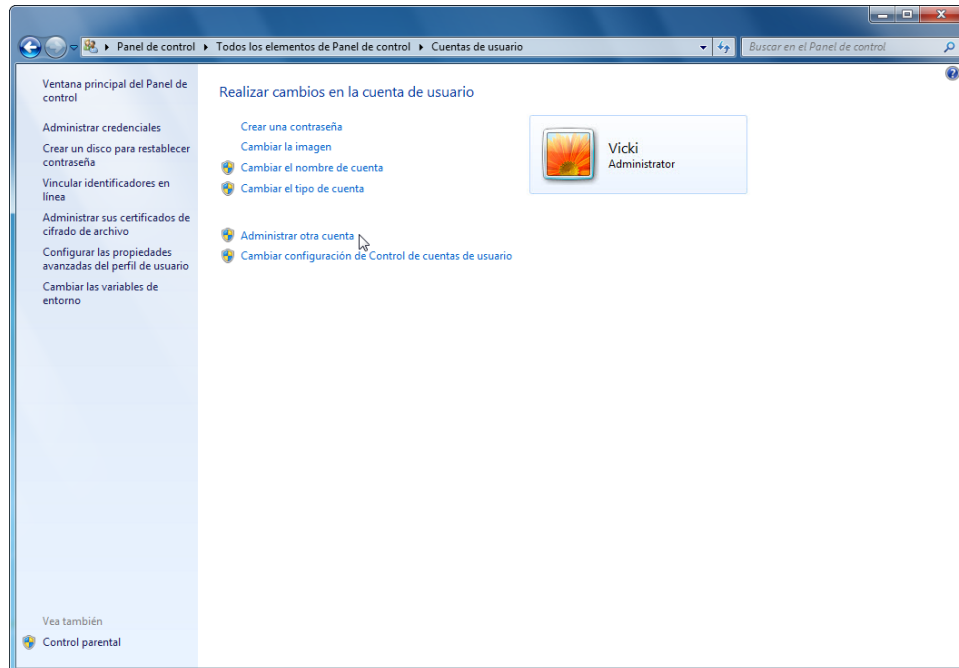 Panel de control
Todos los elementos de Panel de control
Cuentas de usuario
Buscar en el Panel de control
Ventana principal del Panel de
control
Administrar credenciales
Crear un disco para restablecer
contraseña
Vincular identificadores en
línea
Administrar sus certificados de
cifrado de archivo
Configurar las propiedades
avanzadas del perfil de usuario
Cambiar las variables de
entorno
Vea también
Control parental
Realizar cambios en la cuenta de usuario
Crear una contraseña
Cambiar la imagen
Cambiar el nombre de cuenta
Cambiar el tipo de cuenta
Administrar otra cuenta
Cambiar configuración de Control de cuentas de usuario
Vicki
Administrator